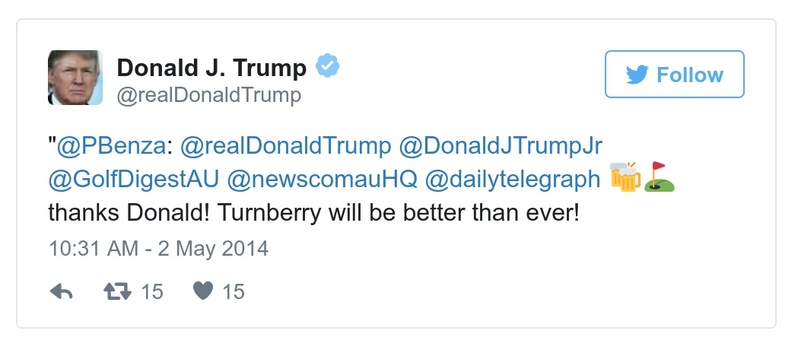 Donald J. Trump
@realDonaldTrump
Follow
"@PBenza: @realDonaldTrump @DonaldJTrumpJr
@GolfDigestAU @newscomauHQ @dailytelegraph 🍻⛳
thanks Donald! Turnberry will be better than ever!
10:31 AM - 2 May 2014
15 15